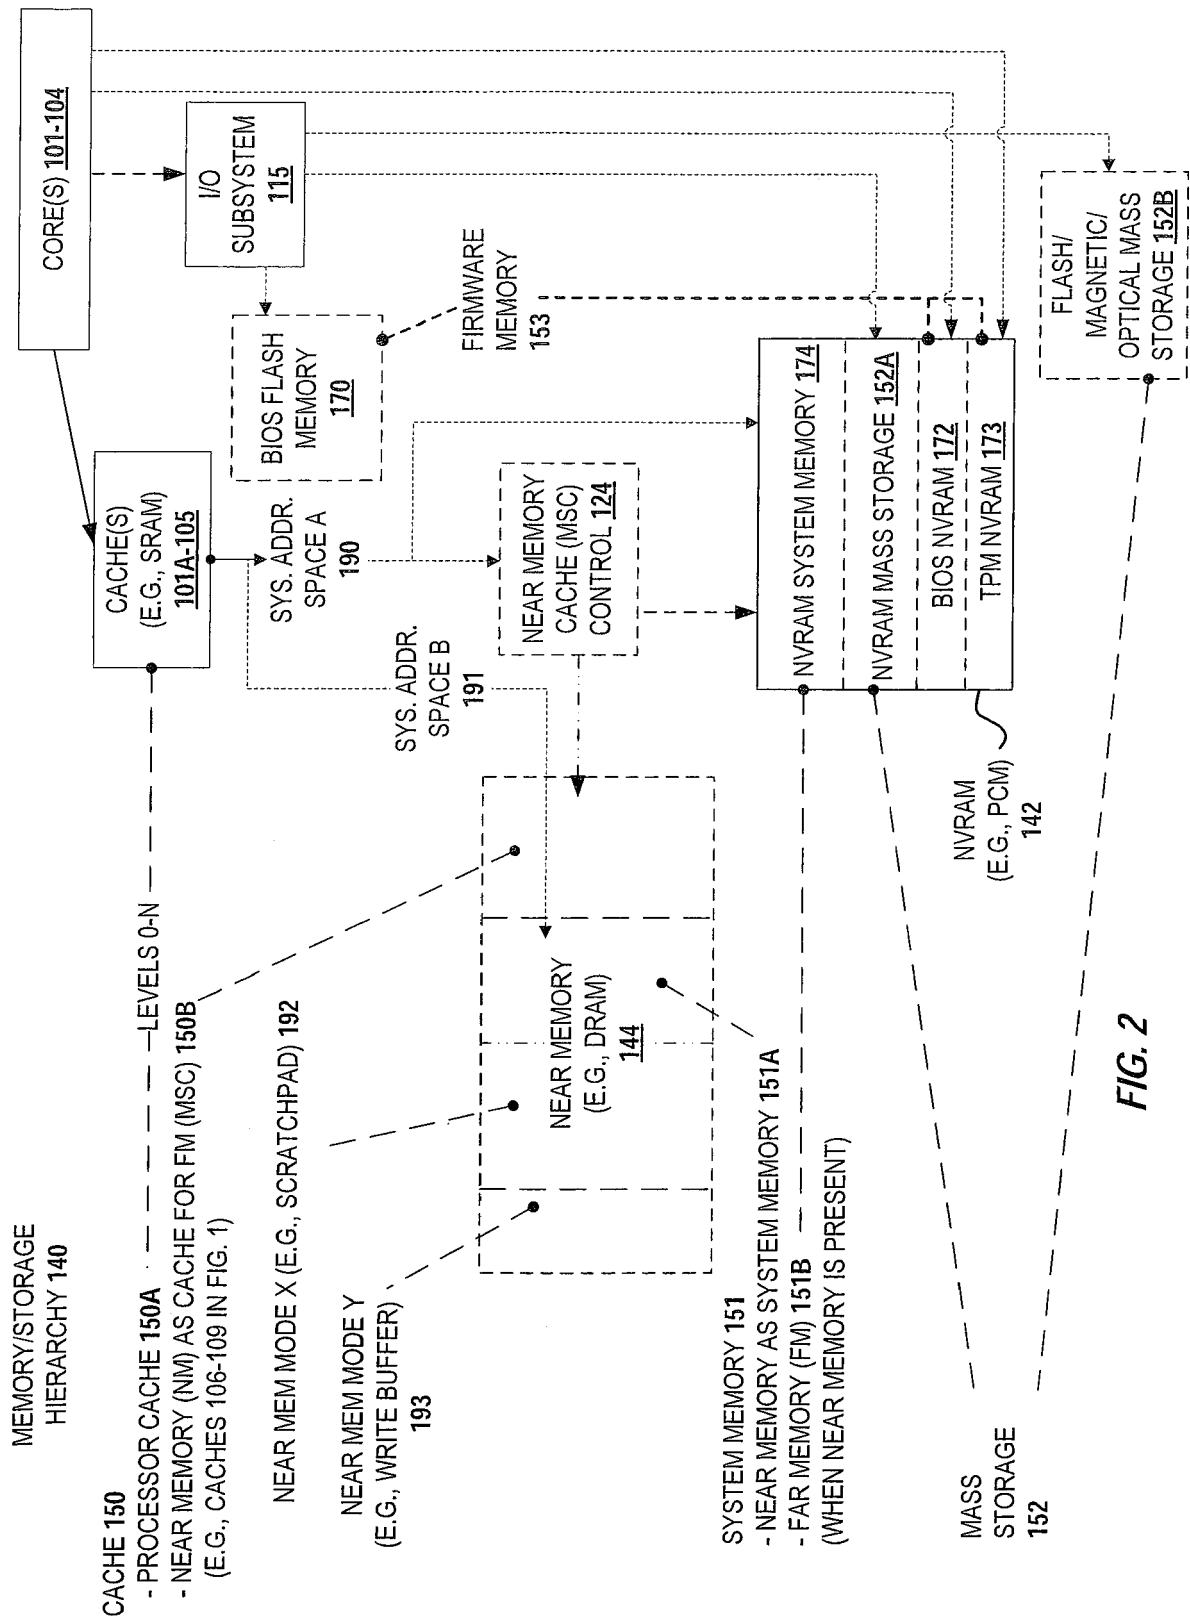 MEMORY/STORAGE
HIERARCHY 140
CACHE 150
- PROCESSOR CACHE 150A
LEVELS 0-N
- NEAR MEMORY (NM) AS CACHE FOR FM (MSC) 150B
(E.G., CACHES 106-109 IN FIG. 1)
NEAR MEM MODE X (E.G., SCRATCHPAD) 192
NEAR MEM MODE Y
(E.G., WRITE BUFFER)
193
SYSTEM MEMORY 151
- NEAR MEMORY AS SYSTEM MEMORY 151A
- FAR MEMORY (FM) 151B
(WHEN NEAR MEMORY IS PRESENT)
MASS
STORAGE
152
CORE(S) 101-104
CACHE(S)
(E.G., SRAM)
101A-105
I/O
SUBSYSTEM
115
BIOS FLASH
MEMORY
170
FIRMWARE
MEMORY
153
SYS. ADDR.
SPACE A
190
SYS. ADDR.
SPACE B
191
NEAR MEMORY
CACHE (MSC)
CONTROL 124
NEAR MEMORY
(E.G., DRAM)
144
NVRAM SYSTEM MEMORY 174
NVRAM MASS STORAGE 152A
BIOS NVRAM 172
TPM NVRAM 173
NVRAM
(E.G., PCM)
142
FLASH/
MAGNETIC/
OPTICAL MASS
STORAGE 152B
FIG. 2